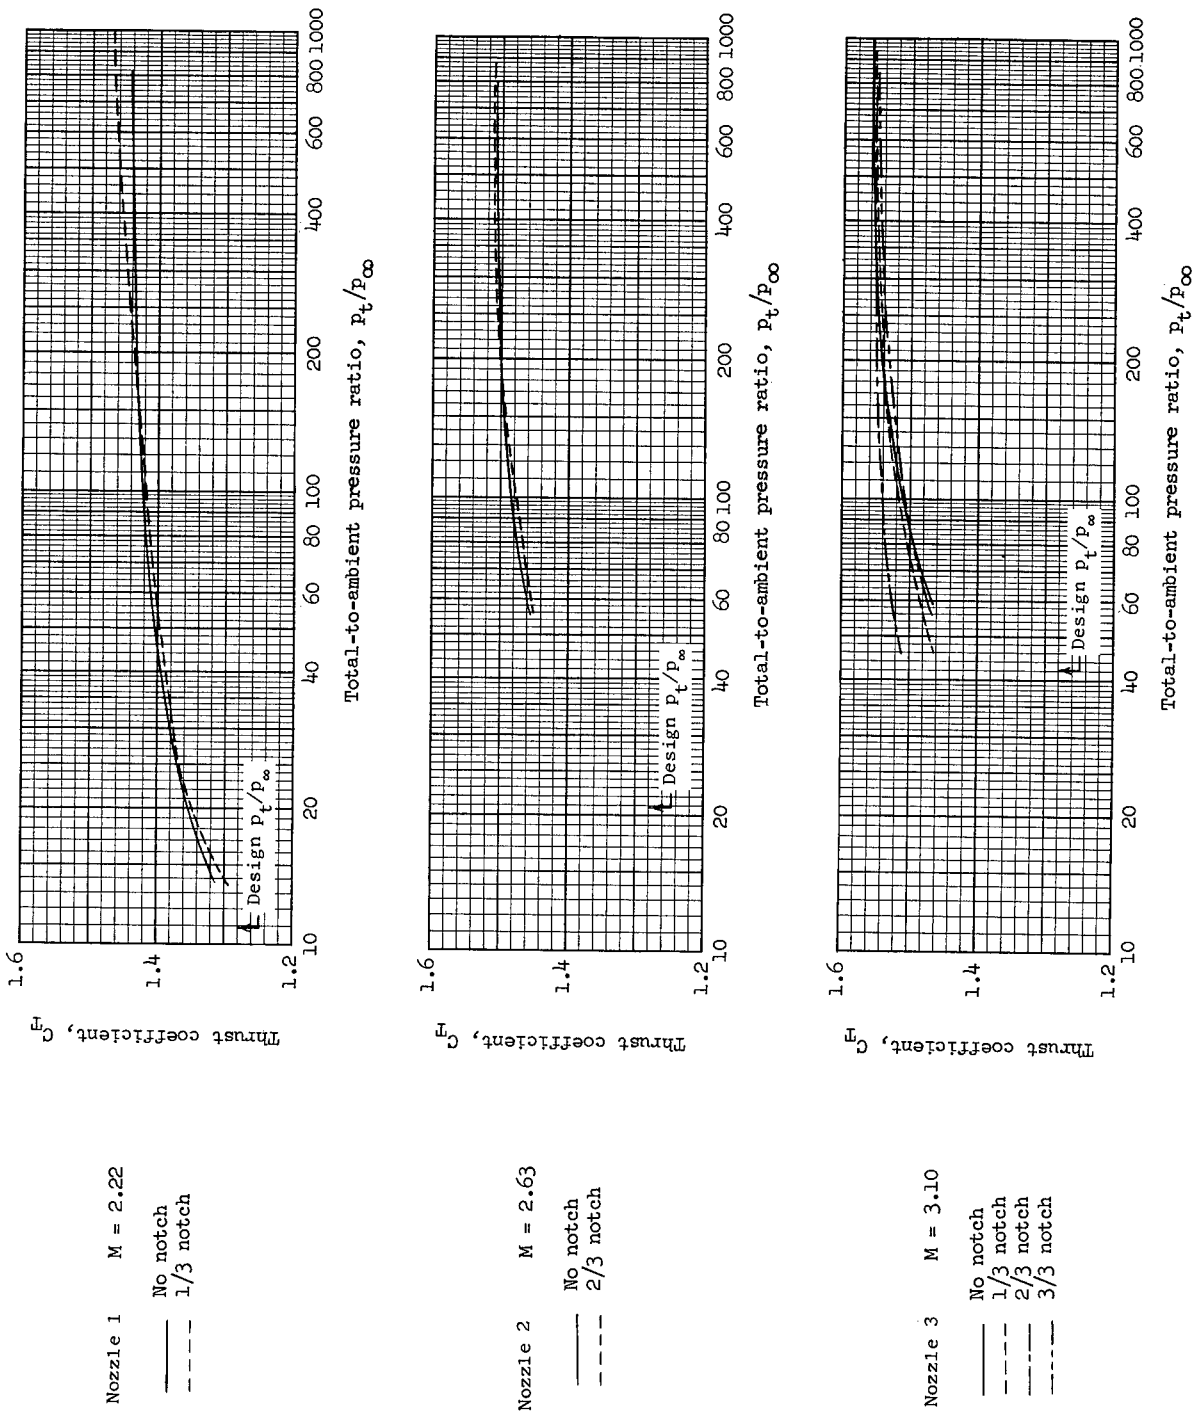 Nozzle 1 M = 2.22
No notch
1/3 notch
Thrust coefficient, C_T
1.6
1.4
1.2
10 20 40 60 80 100 200 400 600 800 1000
Design p_t/p_∞
Total-to-ambient pressure ratio, p_t/p_∞
Nozzle 2 M = 2.63
No notch
2/3 notch
Thrust coefficient, C_T
1.6
1.4
1.2
10 20 40 60 80 100 200 400 600 800 1000
Design p_t/p_∞
Total-to-ambient pressure ratio, p_t/p_∞
Nozzle 3 M = 3.10
No notch
1/3 notch
2/3 notch
3/3 notch
Thrust coefficient, C_T
1.6
1.4
1.2
10 20 40 60 80 100 200 400 600 800 1000
Design p_t/p_∞
Total-to-ambient pressure ratio, p_t/p_∞